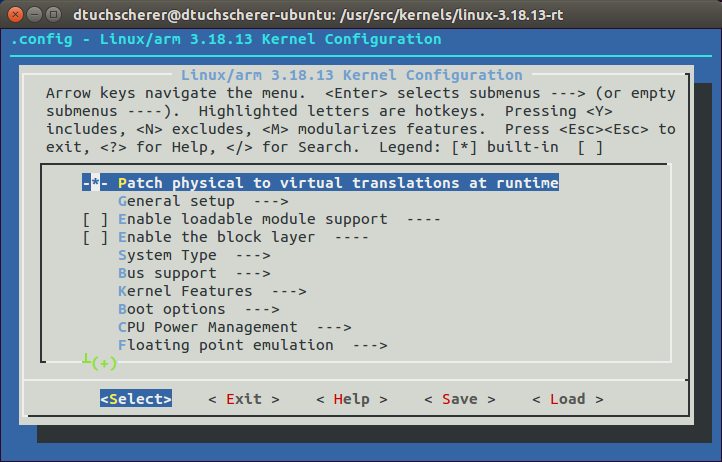 dtuchscherer@dtuchscherer-ubuntu: /usr/src/kernels/linux-3.18.13-rt
.config - Linux/arm 3.18.13 Kernel Configuration
Linux/arm 3.18.13 Kernel Configuration
Arrow keys navigate the menu.  <Enter> selects submenus ---> (or empty
submenus ----).  Highlighted letters are hotkeys.  Pressing <Y>
includes, <N> excludes, <M> modularizes features.  Press <Esc><Esc> to
exit, <?> for Help, </> for Search.  Legend: [*] built-in  [ ]
-*- Patch physical to virtual translations at runtime
General setup  --->
[ ] Enable loadable module support  ----
[ ] Enable the block layer  ----
System Type  --->
Bus support  --->
Kernel Features  --->
Boot options  --->
CPU Power Management  --->
Floating point emulation  --->
┴(+)
<Select>    < Exit >    < Help >    < Save >    < Load >